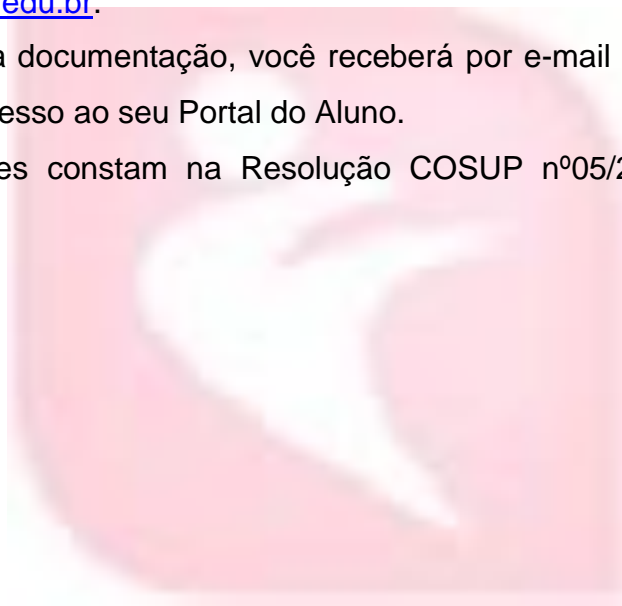 edu.br.
a documentação, você receberá por e-mail
esso ao seu Portal do Aluno.
es constam na Resolução COSUP nº05/2